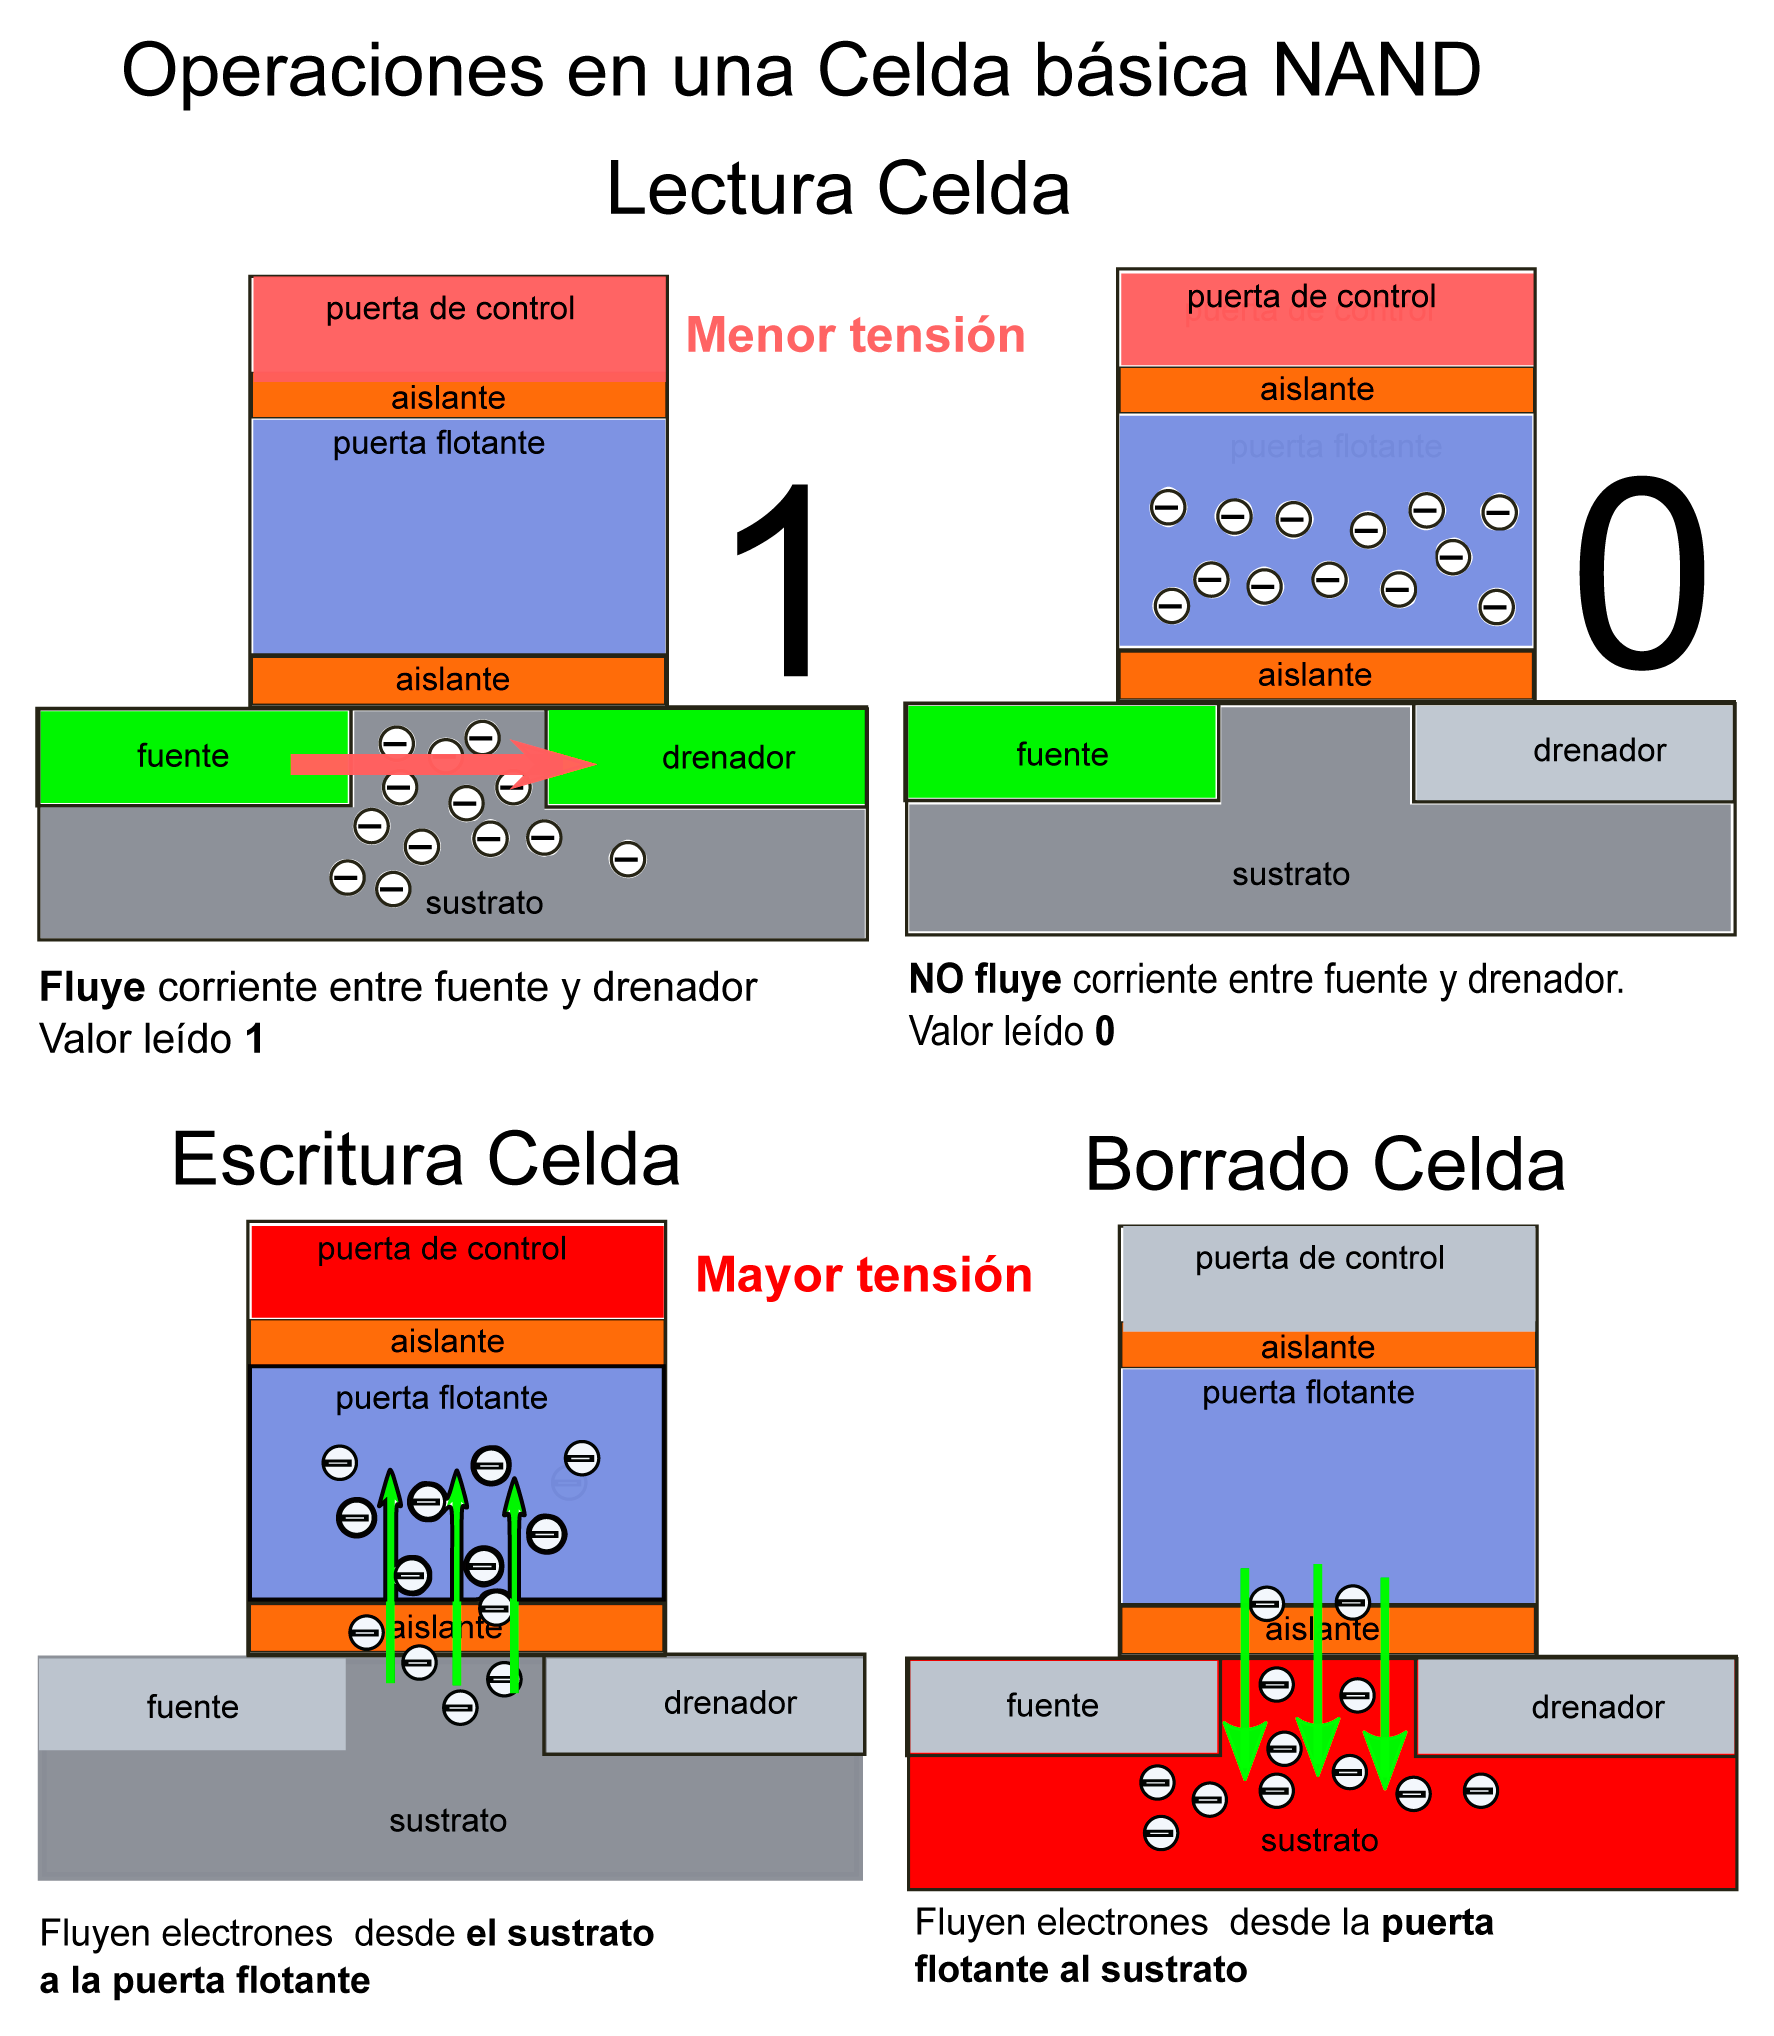 Operaciones en una Celda básica NAND
Lectura Celda
puerta de control
aislante
puerta flotante
aislante
fuente
drenador
sustrato
1
Menor tensión
puerta de control
aislante
puerta flotante
aislante
fuente
drenador
sustrato
0
Fluye corriente entre fuente y drenador
Valor leído 1
NO fluye corriente entre fuente y drenador.
Valor leído 0
Escritura Celda
puerta de control
aislante
puerta flotante
aislante
fuente
drenador
sustrato
Mayor tensión
Borrado Celda
puerta de control
aislante
puerta flotante
aislante
fuente
drenador
sustrato
Fluyen electrones desde el sustrato
a la puerta flotante
Fluyen electrones desde la puerta
flotante al sustrato